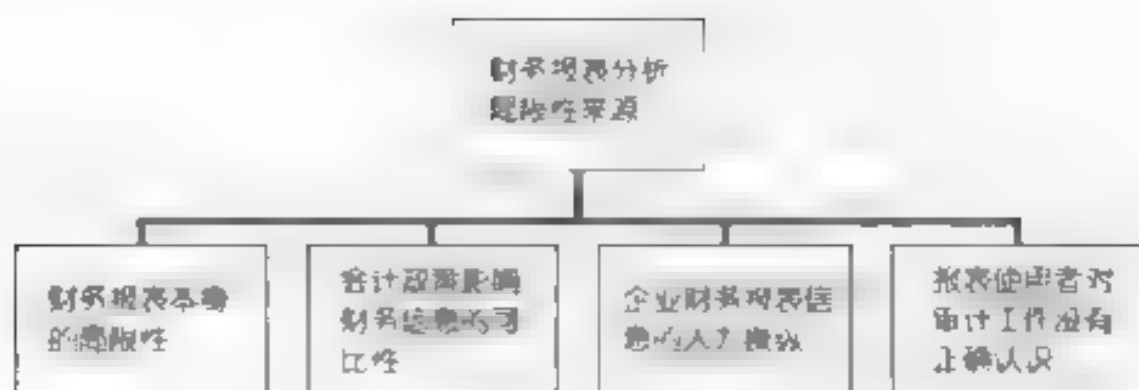 财务报表分析
局限性来源
财务报表本身
的局限性
会计政策影响
财务信息的可
比性
企业财务报表信
息的人为操纵
报表使用者对
审计工作没有
正确认识